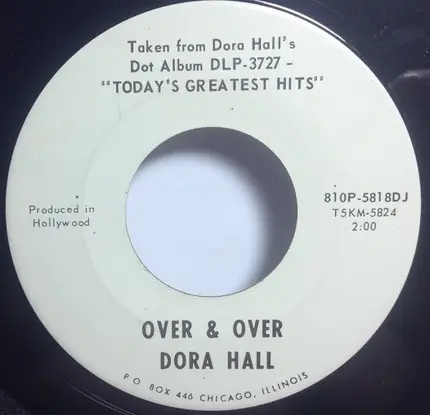 Taken from Dora Hall's
Dot Album DLP-3727 -
"TODAY'S GREATEST HITS"
Produced in
Hollywood
810P-5818DJ
T5KM-5824
2:00
OVER & OVER
DORA HALL
P O BOX 446 CHICAGO, ILLINOIS